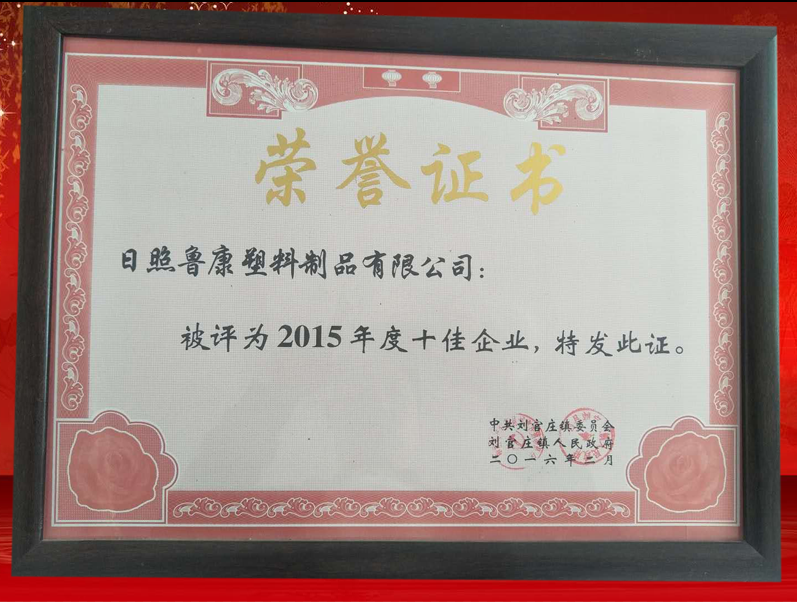 荣誉证书
日照鲁康塑料制品有限公司：
被评为2015年度十佳企业，特发此证。
中共刘官庄镇委员会
刘官庄镇人民政府
二〇一六年二月